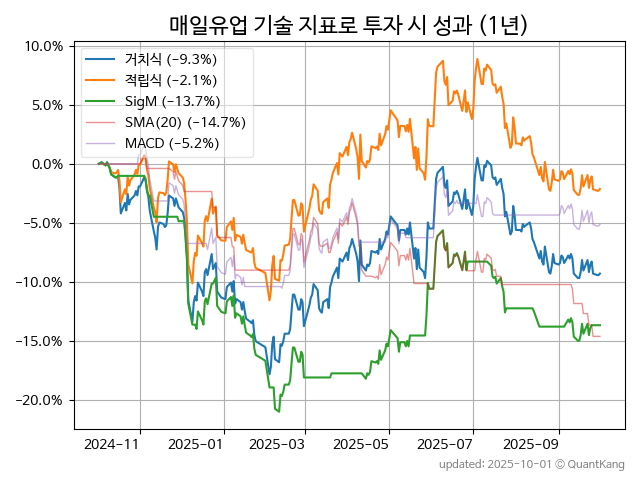 매일유업 기술 지표로 투자 시 성과 (1년)
10.0%
5.0%
0.0%
−5.0%
−10.0%
−15.0%
−20.0%
거치식 (−9.3%)
적립식 (−2.1%)
SigM (−13.7%)
SMA(20) (−14.7%)
MACD (−5.2%)
2024-11
2025-01
2025-03
2025-05
2025-07
2025-09
updated: 2025-10-01 © QuantKang